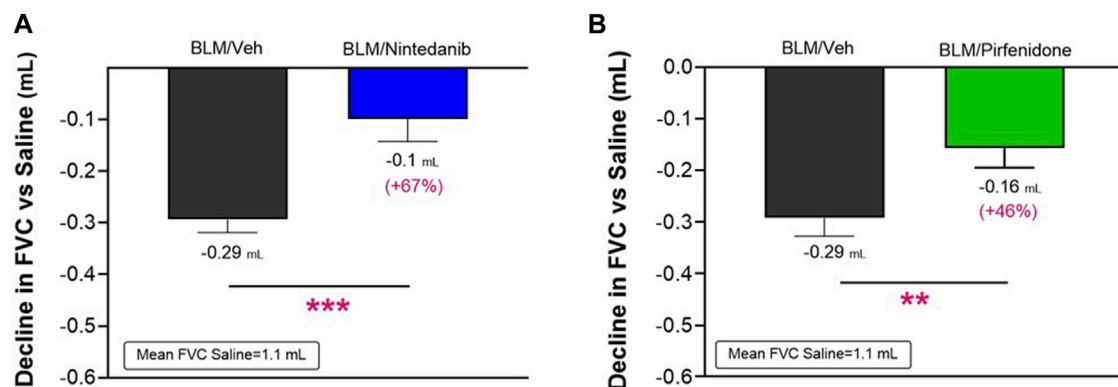 A
BLM/Veh
BLM/Nintedanib
Decline in FVC vs Saline (mL)
-0.1
-0.2
-0.3
-0.4
-0.5
-0.6
-0.29 mL
-0.1 mL
(+67%)
***
Mean FVC Saline=1.1 mL
B
BLM/Veh
BLM/Pirfenidone
Decline in FVC vs Saline (mL)
0.0
-0.1
-0.2
-0.3
-0.4
-0.5
-0.6
-0.29 mL
-0.16 mL
(+46%)
**
Mean FVC Saline=1.1 mL